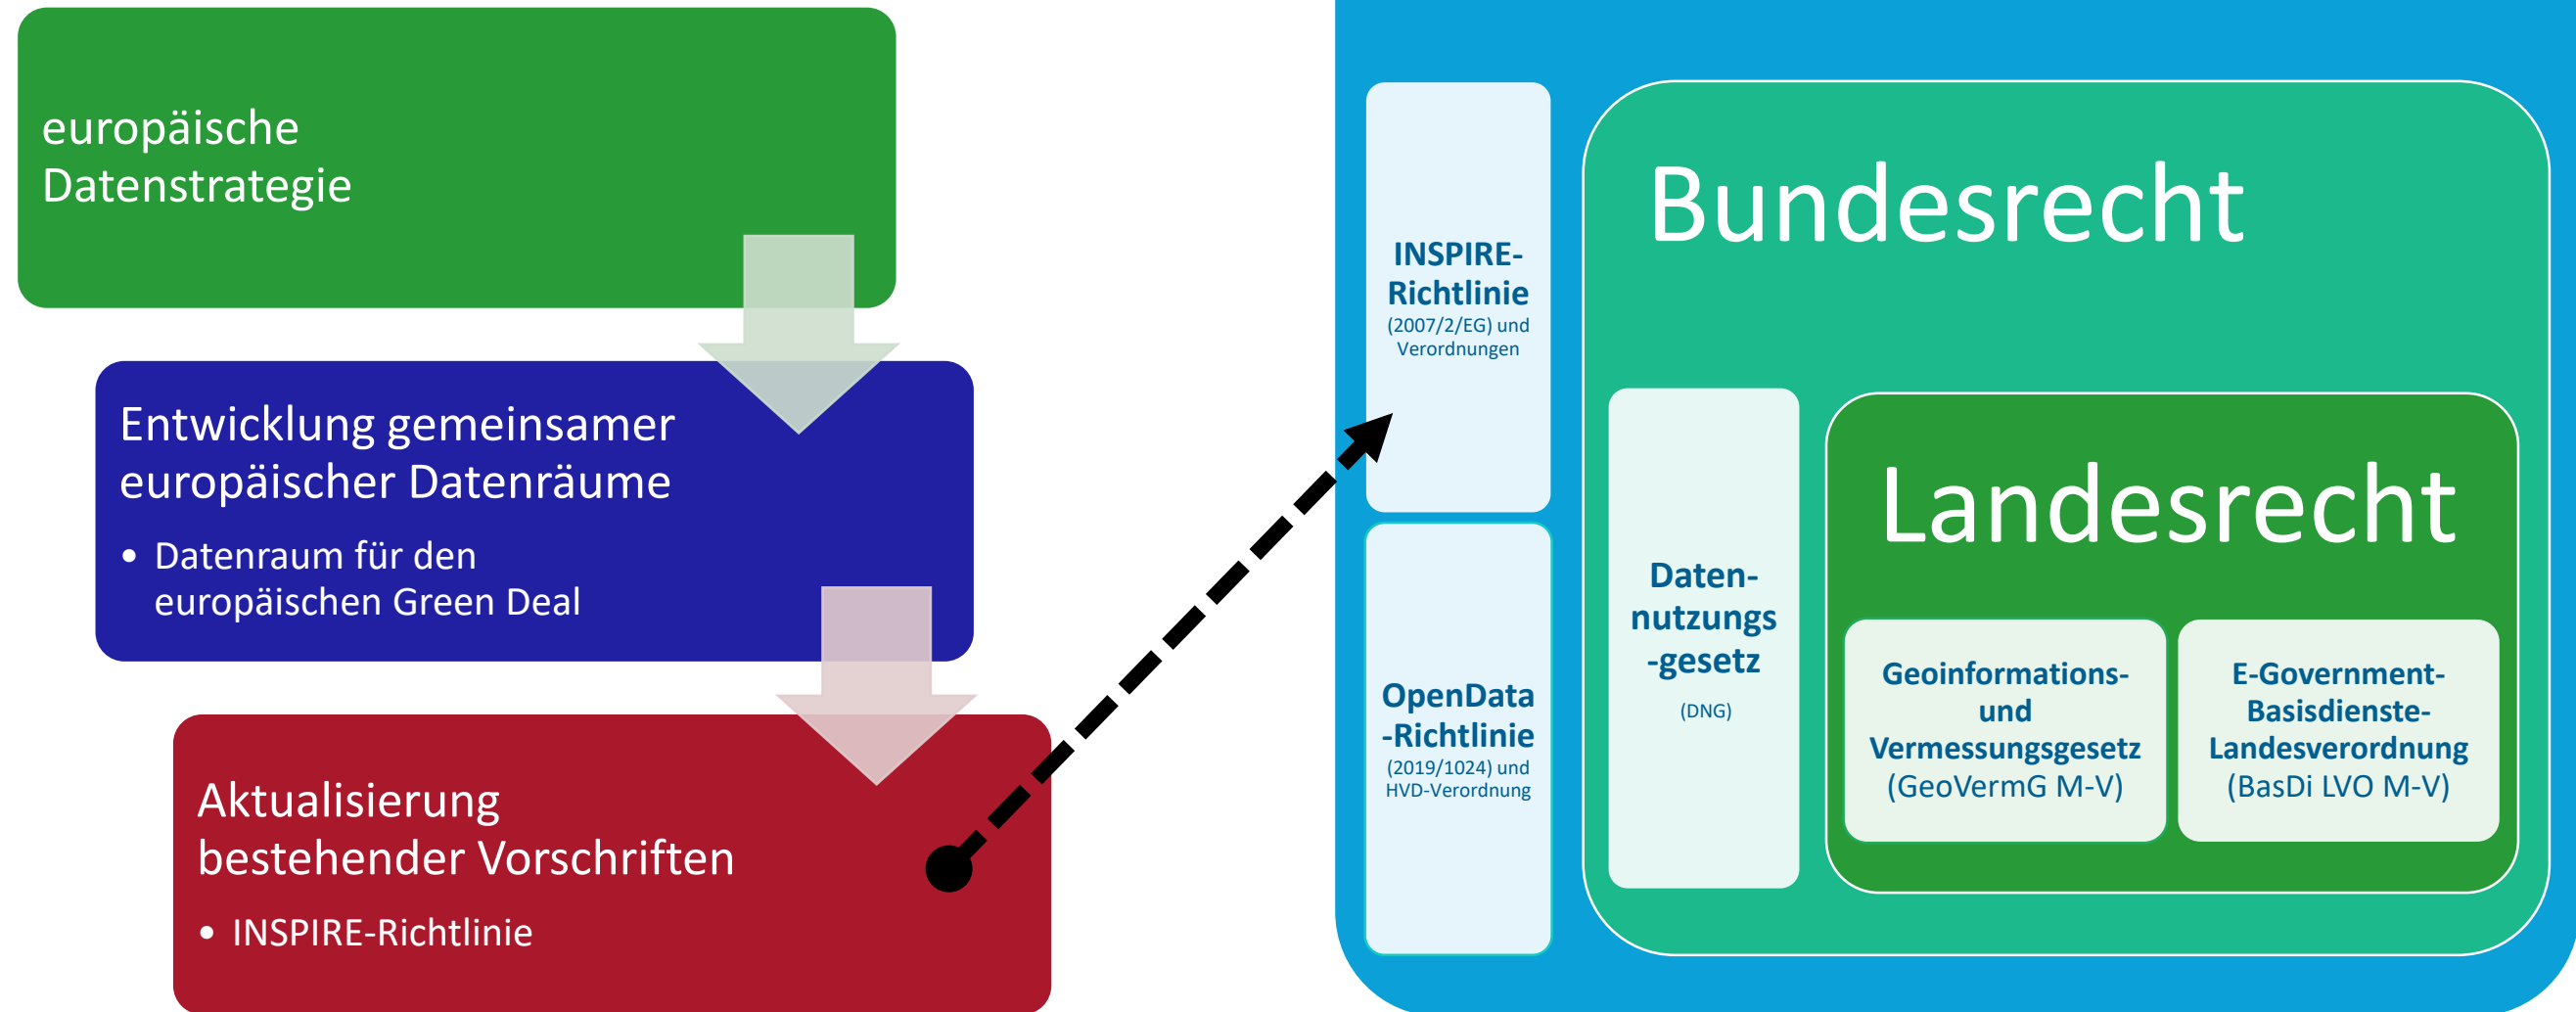 europäische
Datenstrategie
Entwicklung gemeinsamer
europäischer Datenräume
• Datenraum für den
europäischen Green Deal
Aktualisierung
bestehender Vorschriften
• INSPIRE-Richtlinie
INSPIRE-
Richtlinie
(2007/2/EG) und
Verordnungen
OpenData
-Richtlinie
(2019/1024) und
HVD-Verordnung
Bundesrecht
Daten-
nutzungs
-gesetz
(DNG)
Landesrecht
Geoinformations-
und
Vermessungsgesetz
(GeoVermG M-V)
E-Government-
Basisdienste-
Landesverordnung
(BasDi LVO M-V)